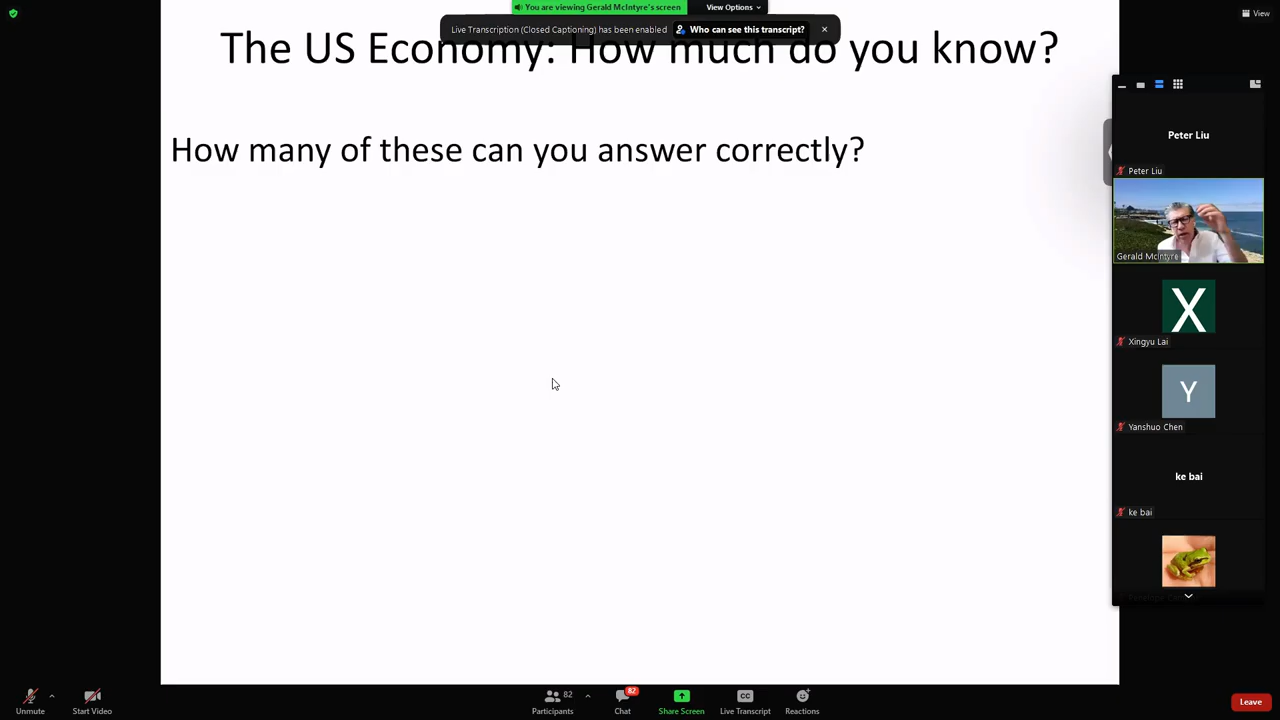 You are viewing Gerald McIntyre's screen
View Options
View
Live Transcription (Closed Captioning) has been enabled
Who can see this transcript?
The US Economy: How much do you know?
How many of these can you answer correctly?
Peter Liu
Peter Liu
Gerald McIntyre
X
Xingyu Lai
Y
Yanshuo Chen
ke bai
ke bai
Unmute
Start Video
82
Participants
82
Chat
Share Screen
CC
Live Transcript
Reactions
Leave